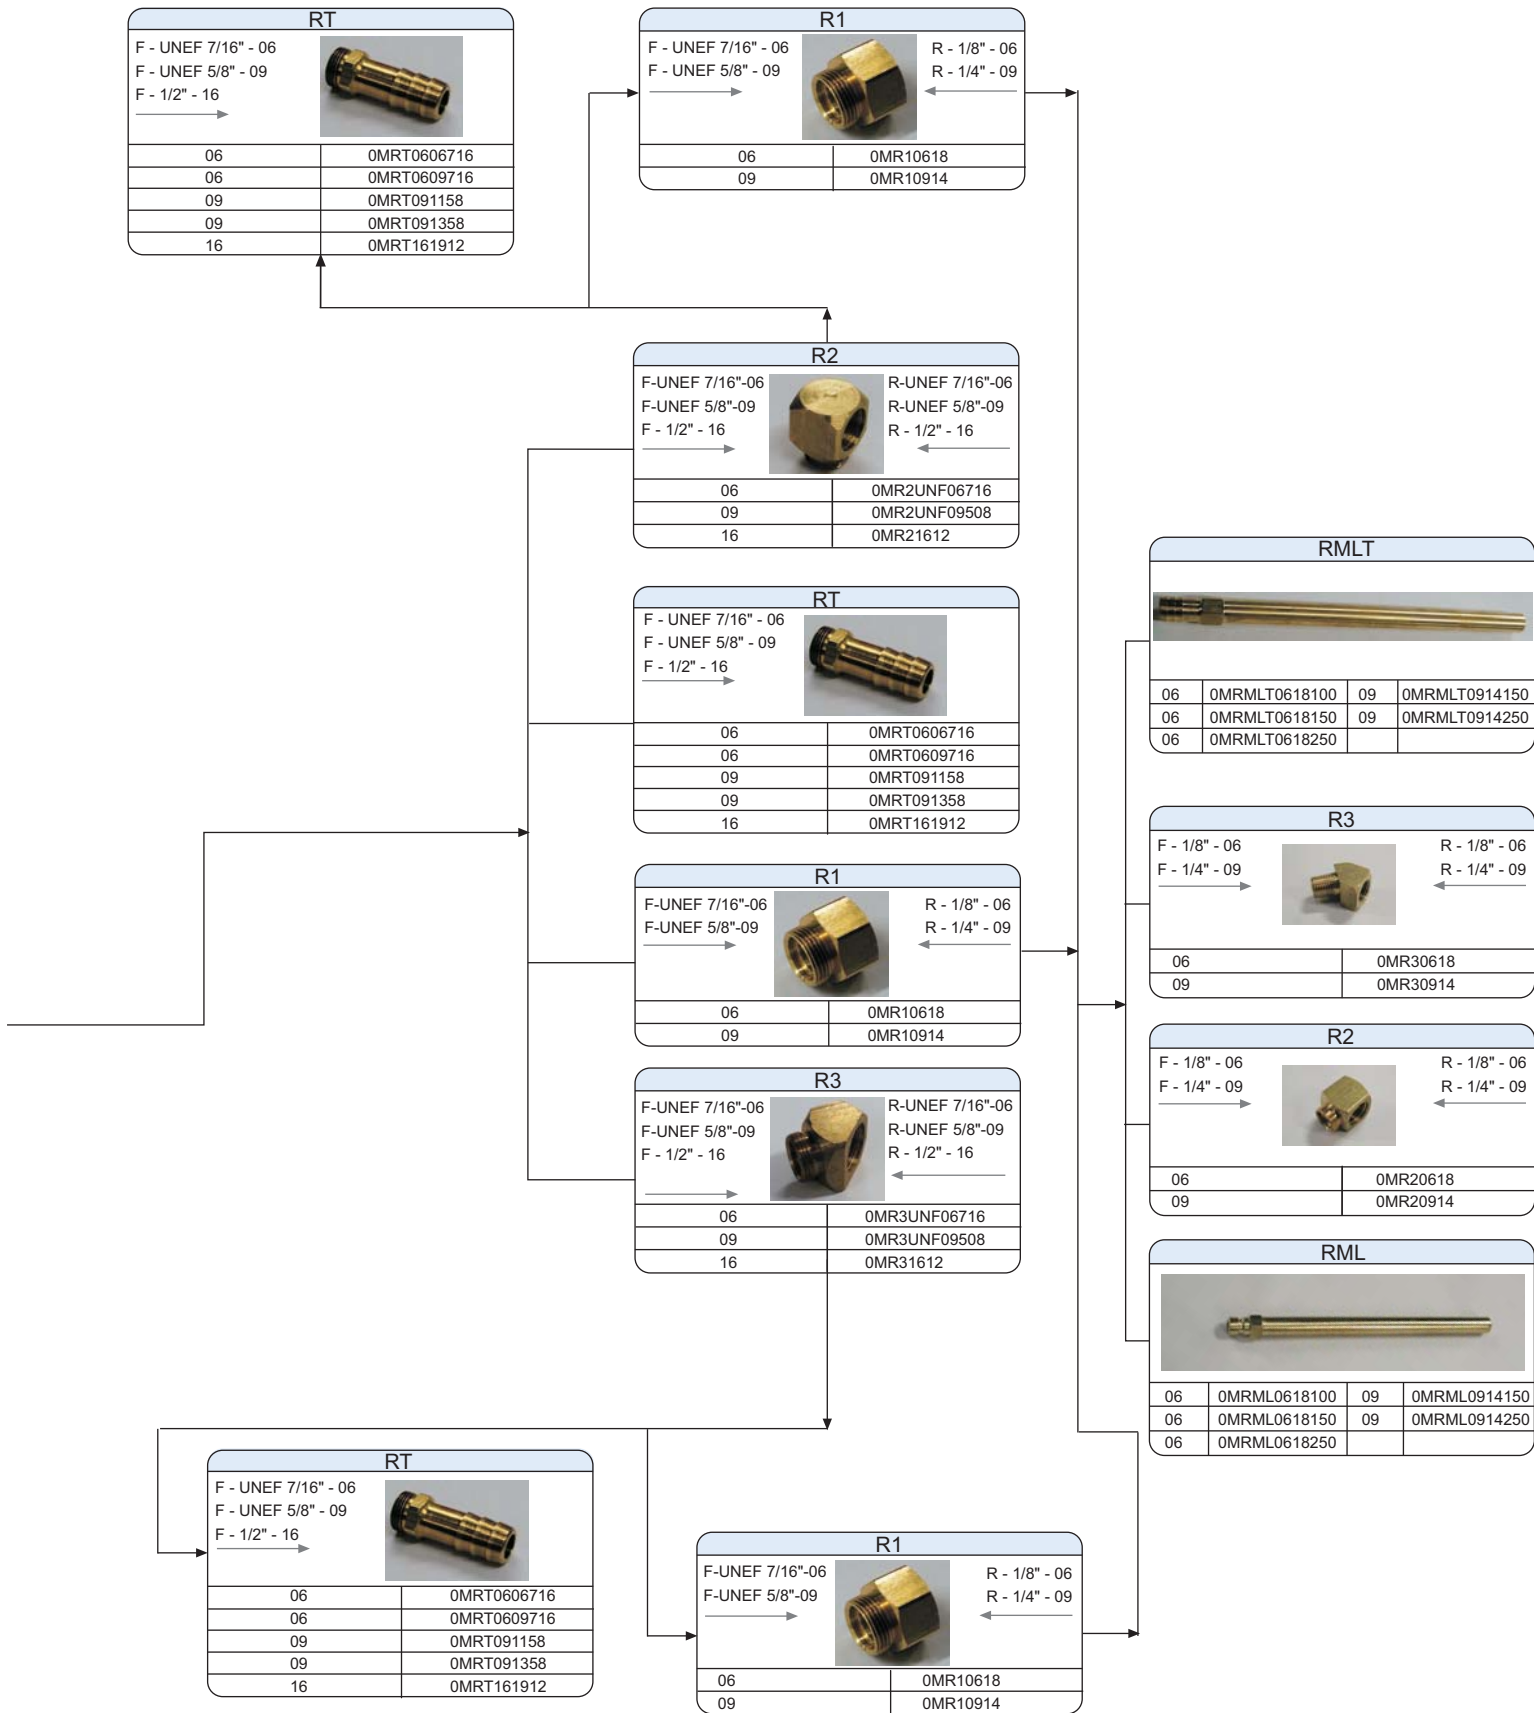 RT
F - UNEF 7/16" - 06
F - UNEF 5/8" - 09
F - 1/2" - 16
06 0MRT0606716
06 0MRT0609716
09 0MRT091158
09 0MRT091358
16 0MRT161912
R1
F - UNEF 7/16" - 06 R - 1/8" - 06
F - UNEF 5/8" - 09 R - 1/4" - 09
06 0MR10618
09 0MR10914
R2
F-UNEF 7/16"-06 R-UNEF 7/16"-06
F-UNEF 5/8"-09 R-UNEF 5/8"-09
F - 1/2" - 16 R - 1/2" - 16
06 0MR2UNF06716
09 0MR2UNF09508
16 0MR21612
RT
F - UNEF 7/16" - 06
F - UNEF 5/8" - 09
F - 1/2" - 16
06 0MRT0606716
06 0MRT0609716
09 0MRT091158
09 0MRT091358
16 0MRT161912
R1
F-UNEF 7/16"-06 R - 1/8" - 06
F-UNEF 5/8"-09 R - 1/4" - 09
06 0MR10618
09 0MR10914
R3
F-UNEF 7/16"-06 R-UNEF 7/16"-06
F-UNEF 5/8"-09 R-UNEF 5/8"-09
F - 1/2" - 16 R - 1/2" - 16
06 0MR3UNF06716
09 0MR3UNF09508
16 0MR31612
RMLT
06 0MRMLT0618100 09 0MRMLT0914150
06 0MRMLT0618150 09 0MRMLT0914250
06 0MRMLT0618250
R3
F - 1/8" - 06 R - 1/8" - 06
F - 1/4" - 09 R - 1/4" - 09
06 0MR30618
09 0MR30914
R2
F - 1/8" - 06 R - 1/8" - 06
F - 1/4" - 09 R - 1/4" - 09
06 0MR20618
09 0MR20914
RML
06 0MRML0618100 09 0MRML0914150
06 0MRML0618150 09 0MRML0914250
06 0MRML0618250
RT
F - UNEF 7/16" - 06
F - UNEF 5/8" - 09
F - 1/2" - 16
06 0MRT0606716
06 0MRT0609716
09 0MRT091158
09 0MRT091358
16 0MRT161912
R1
F-UNEF 7/16"-06 R - 1/8" - 06
F-UNEF 5/8"-09 R - 1/4" - 09
06 0MR10618
09 0MR10914